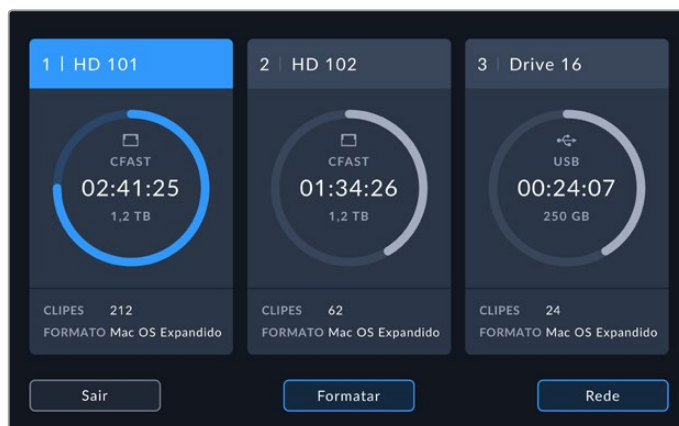 1 | HD 101
CFAST
02:41:25
1,2 TB
CLIPES 212
FORMATO Mac OS Expandido
2 | HD 102
CFAST
01:34:26
1,2 TB
CLIPES 62
FORMATO Mac OS Expandido
3 | Drive 16
USB
00:24:07
250 GB
CLIPES 24
FORMATO Mac OS Expandido
Sair
Formatar
Rede